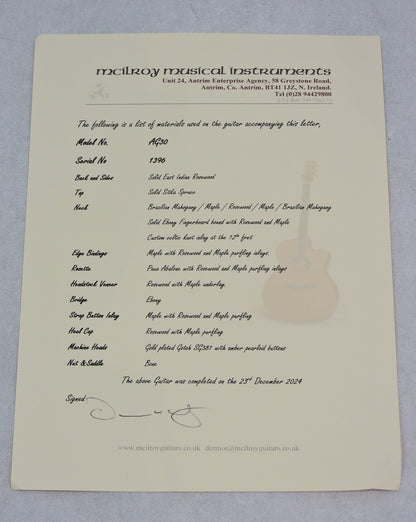 mcilroy musical instruments
Unit 24, Antrim Enterprise Agency, 58 Greystone Road,
Antrim, Co. Antrim, BT41 1JZ, N. Ireland.
Tel (0)28 94429800
The following is a list of materials used on the guitar accompanying this letter,
Model No. AG30
Serial No 1396
Back and Sides Solid East Indian Rosewood
Top Solid Sitka Spruce
Neck Brazilian Mahogany / Maple / Rosewood / Maple / Brazilian Mahogany
Solid Ebony Fingerboard bound with Rosewood and Maple.
Custom celtic knot inlay at the 12th fret
Edge Bindings Maple with Rosewood and Maple purfling inlays.
Rosette Paua Abalone with Rosewood and Maple purfling inlays
Headstock Veneer Rosewood with Maple underlay.
Bridge Ebony
Strap Button Inlay Maple with Rosewood and Maple purfling
Heel Cap Rosewood with Maple purfling
Machine Heads Gold plated Gotoh SG381 with amber pearloid buttons
Nut & Saddle Bone
The above Guitar was completed on the 23rd December 2024
Signed
www.mcilroyguitars.co.uk dermot@mcilroyguitars.co.uk